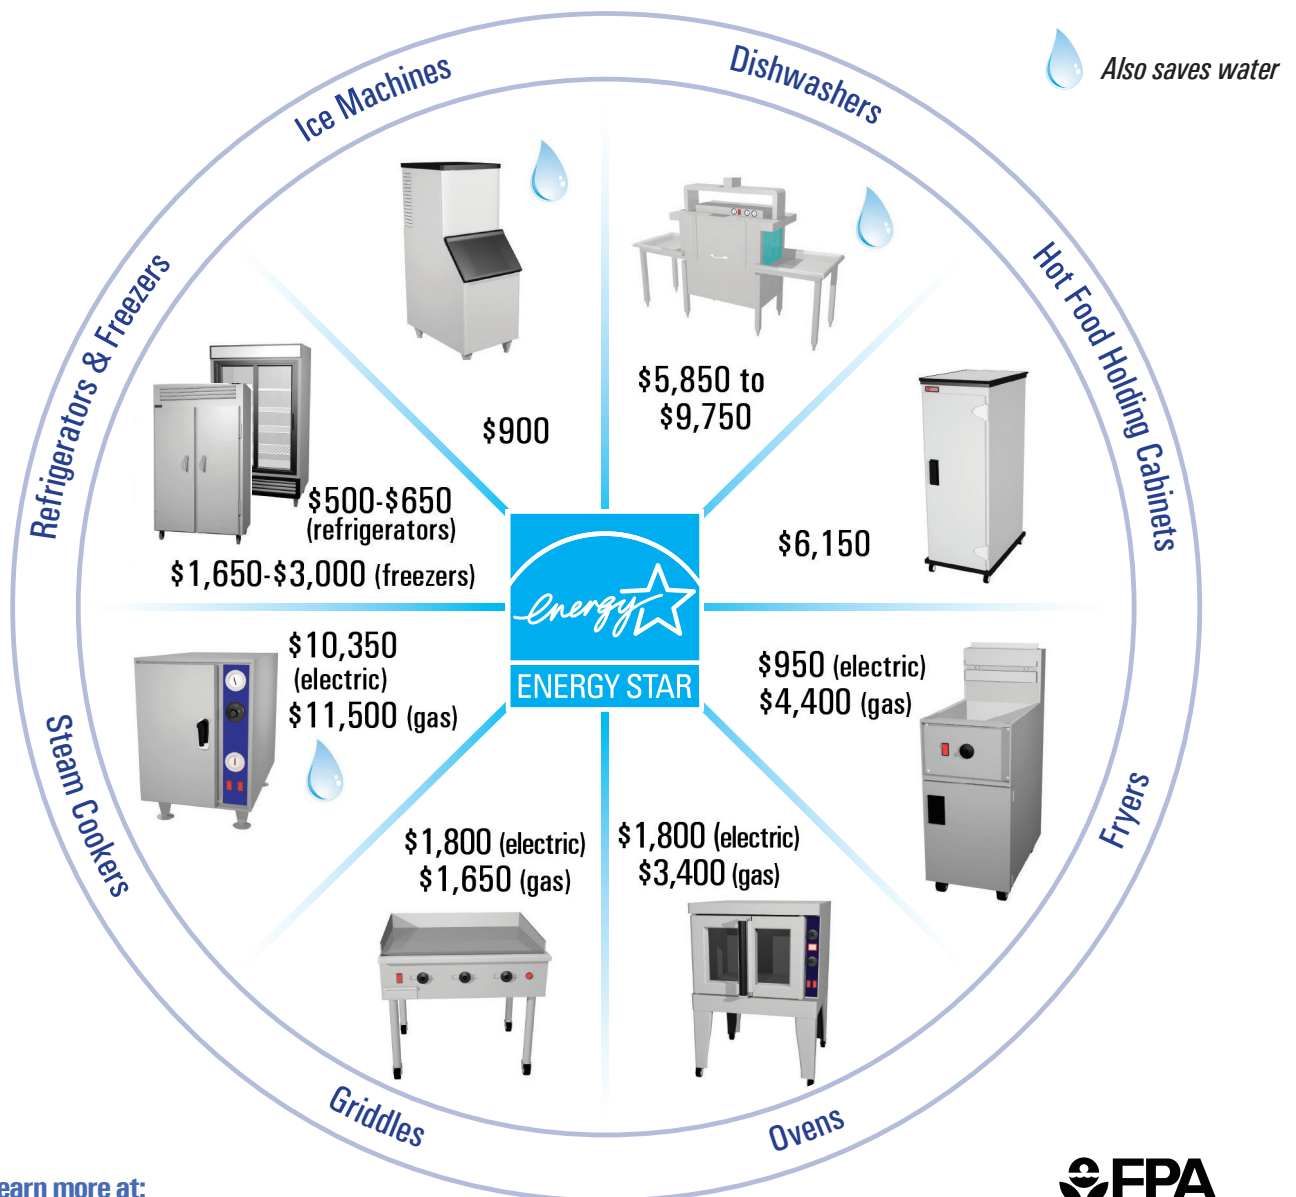 Also saves water
Ice Machines
Dishwashers
Refrigerators & Freezers
Hot Food Holding Cabinets
$900
$5,850 to
$9,750
$500-$650
(refrigerators)
$1,650-$3,000 (freezers)
$6,150
energy
ENERGY STAR
$10,350
(electric)
$11,500 (gas)
$950 (electric)
$4,400 (gas)
Steam Cookers
Fryers
$1,800 (electric)
$1,650 (gas)
$1,800 (electric)
$3,400 (gas)
Griddles
Ovens
earn more at:
EPA